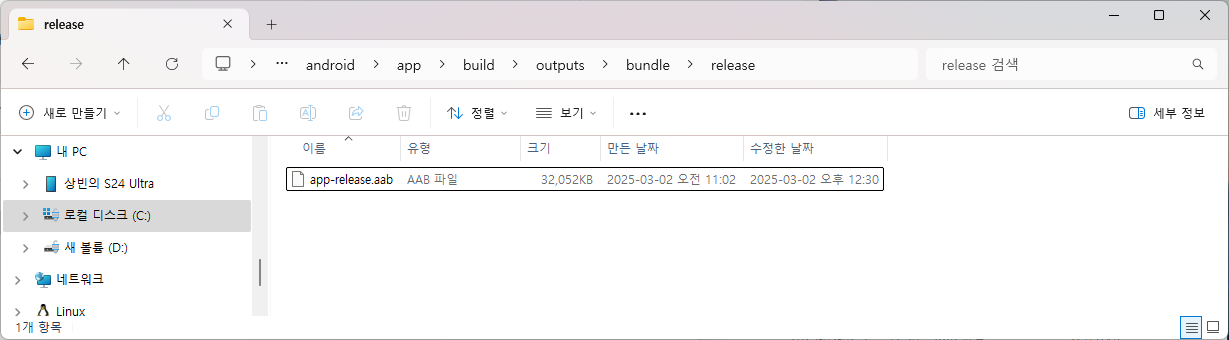 release
android > app > build > outputs > bundle > release
release 검색
새로 만들기 정렬 보기 세부 정보
이름 유형 크기 만든 날짜 수정한 날짜
app-release.aab AAB 파일 32,052KB 2025-03-02 오전 11:02 2025-03-02 오후 12:30
내 PC
상빈의 S24 Ultra
로컬 디스크 (C:)
새 볼륨 (D:)
네트워크
Linux
1개 항목